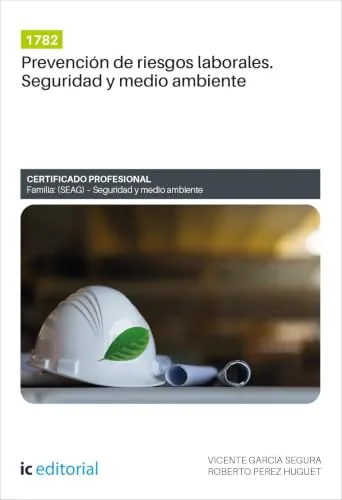 1782
Prevención de riesgos laborales.
Seguridad y medio ambiente
CERTIFICADO PROFESIONAL
Familia: (SEAG) – Seguridad y medio ambiente
VICENTE GARCÍA SEGURA
ROBERTO PÉREZ HUGUET
ic editorial